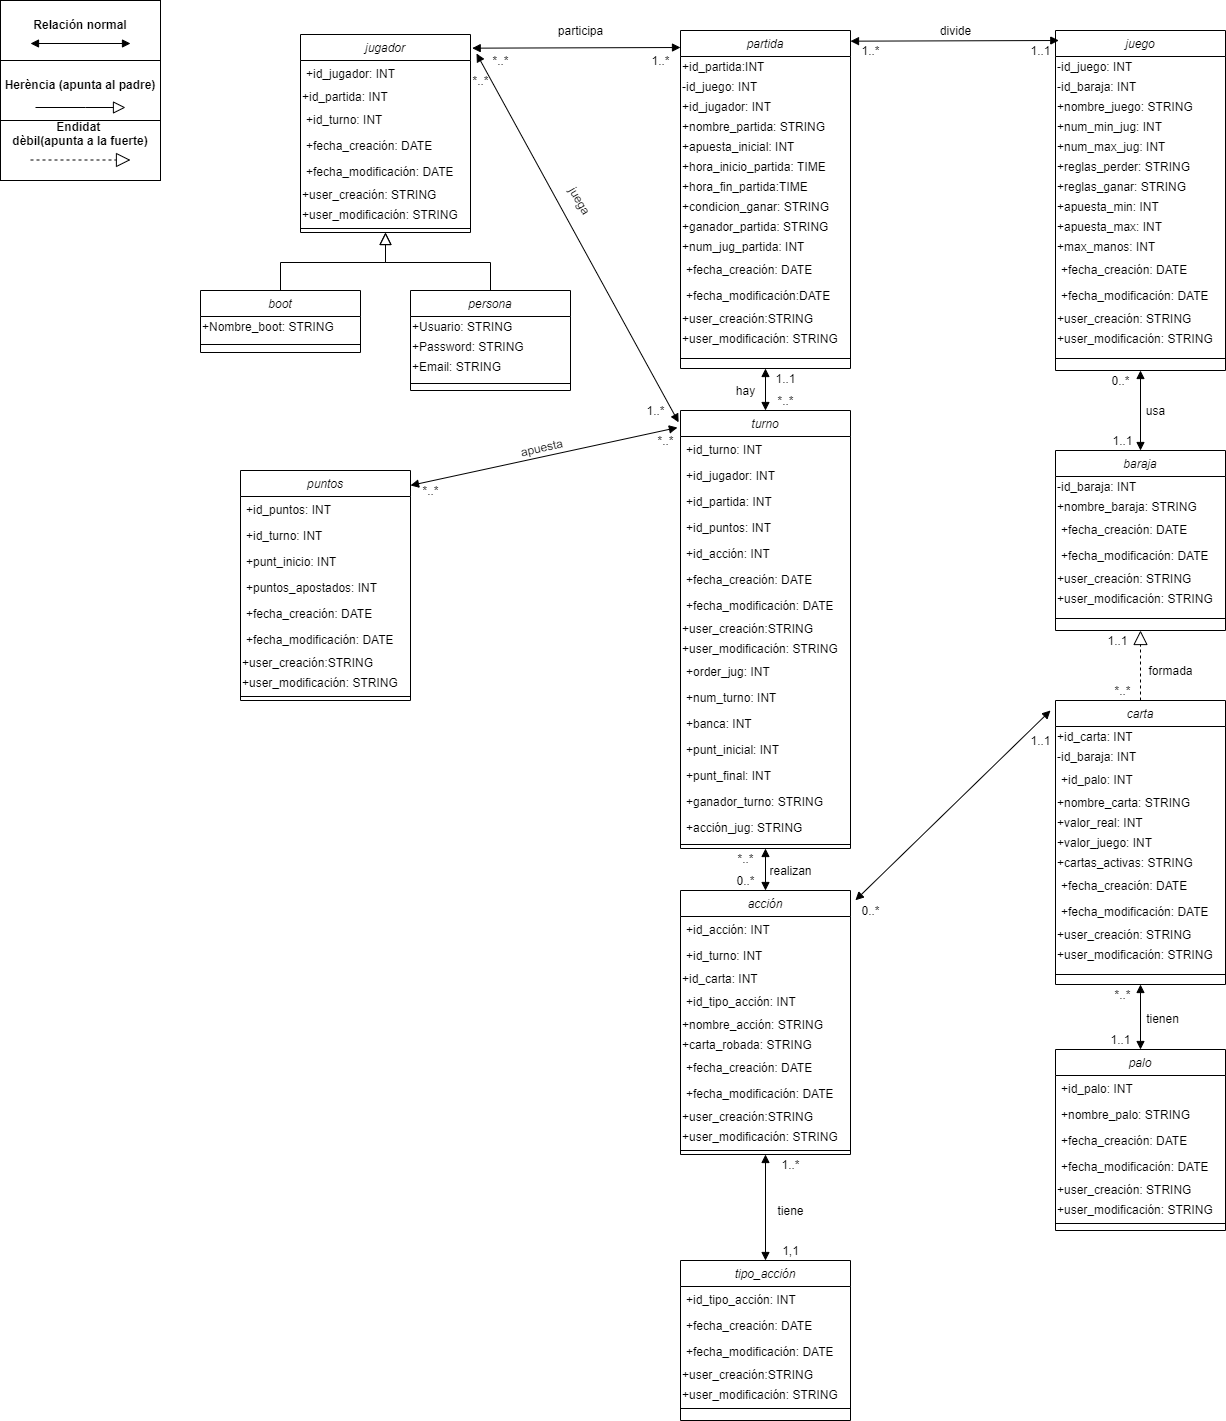 Relación normal
Herència (apunta al padre)
Endidat
dèbil(apunta a la fuerte)
jugador
+id_jugador: INT
+id_partida: INT
+id_turno: INT
+fecha_creación: DATE
+fecha_modificación: DATE
+user_creación: STRING
+user_modificación: STRING
participa
*..*
1..*
*..*
juega
1..*
boot
+Nombre_boot: STRING
persona
+Usuario: STRING
+Password: STRING
+Email: STRING
partida
+id_partida:INT
-id_juego: INT
+id_jugador: INT
+nombre_partida: STRING
+apuesta_inicial: INT
+hora_inicio_partida: TIME
+hora_fin_partida:TIME
+condicion_ganar: STRING
+ganador_partida: STRING
+num_jug_partida: INT
+fecha_creación: DATE
+fecha_modificación:DATE
+user_creación:STRING
+user_modificación: STRING
divide
1..*
1..1
juego
-id_juego: INT
-id_baraja: INT
+nombre_juego: STRING
+num_min_jug: INT
+num_max_jug: INT
+reglas_perder: STRING
+reglas_ganar: STRING
+apuesta_min: INT
+apuesta_max: INT
+max_manos: INT
+fecha_creación: DATE
+fecha_modificación: DATE
+user_creación: STRING
+user_modificación: STRING
1..1
hay
*..*
0..*
usa
1..1
turno
+id_turno: INT
+id_jugador: INT
+id_partida: INT
+id_puntos: INT
+id_acción: INT
+fecha_creación: DATE
+fecha_modificación: DATE
+user_creación:STRING
+user_modificación: STRING
+order_jug: INT
+num_turno: INT
+banca: INT
+punt_inicial: INT
+punt_final: INT
+ganador_turno: STRING
+acción_jug: STRING
*..*
apuesta
*..*
puntos
+id_puntos: INT
+id_turno: INT
+punt_inicio: INT
+puntos_apostados: INT
+fecha_creación: DATE
+fecha_modificación: DATE
+user_creación:STRING
+user_modificación: STRING
baraja
-id_baraja: INT
+nombre_baraja: STRING
+fecha_creación: DATE
+fecha_modificación: DATE
+user_creación: STRING
+user_modificación: STRING
1..1
formada
*..*
carta
+id_carta: INT
-id_baraja: INT
+id_palo: INT
+nombre_carta: STRING
+valor_real: INT
+valor_juego: INT
+cartas_activas: STRING
+fecha_creación: DATE
+fecha_modificación: DATE
+user_creación: STRING
+user_modificación: STRING
1..1
0..*
*..*
realizan
0..*
acción
+id_acción: INT
+id_turno: INT
+id_carta: INT
+id_tipo_acción: INT
+nombre_acción: STRING
+carta_robada: STRING
+fecha_creación: DATE
+fecha_modificación: DATE
+user_creación:STRING
+user_modificación: STRING
*..*
tienen
1..1
palo
+id_palo: INT
+nombre_palo: STRING
+fecha_creación: DATE
+fecha_modificación: DATE
+user_creación: STRING
+user_modificación: STRING
1..*
tiene
1,1
tipo_acción
+id_tipo_acción: INT
+fecha_creación: DATE
+fecha_modificación: DATE
+user_creación:STRING
+user_modificación: STRING